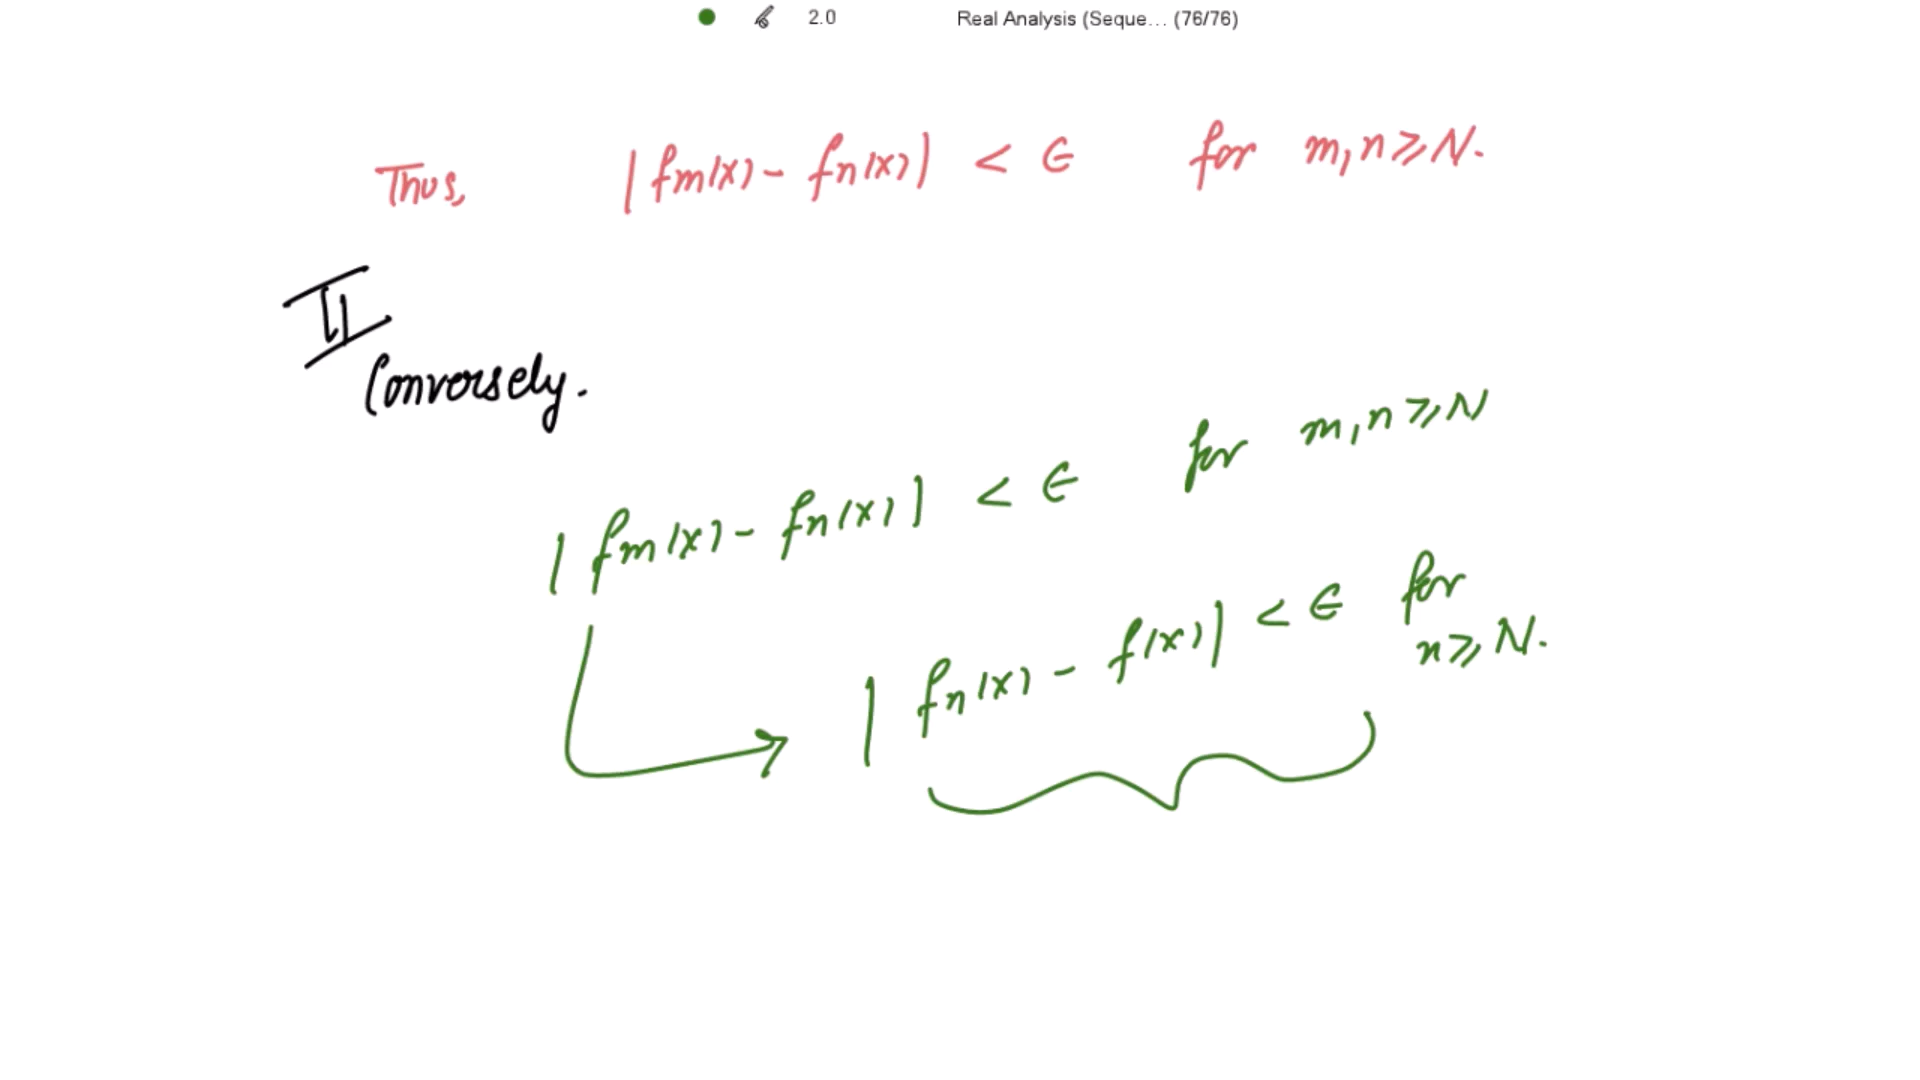 2.0 Real Analysis (Seque... (76/76)
Thus, |fm(x) - fn(x)| < ∈ for m, n ≥ N.
II
Conversely.
|fm(x) - fn(x)| < ∈ for m, n ≥ N
|fn(x) - f(x)| < ∈ for
n ≥ N.